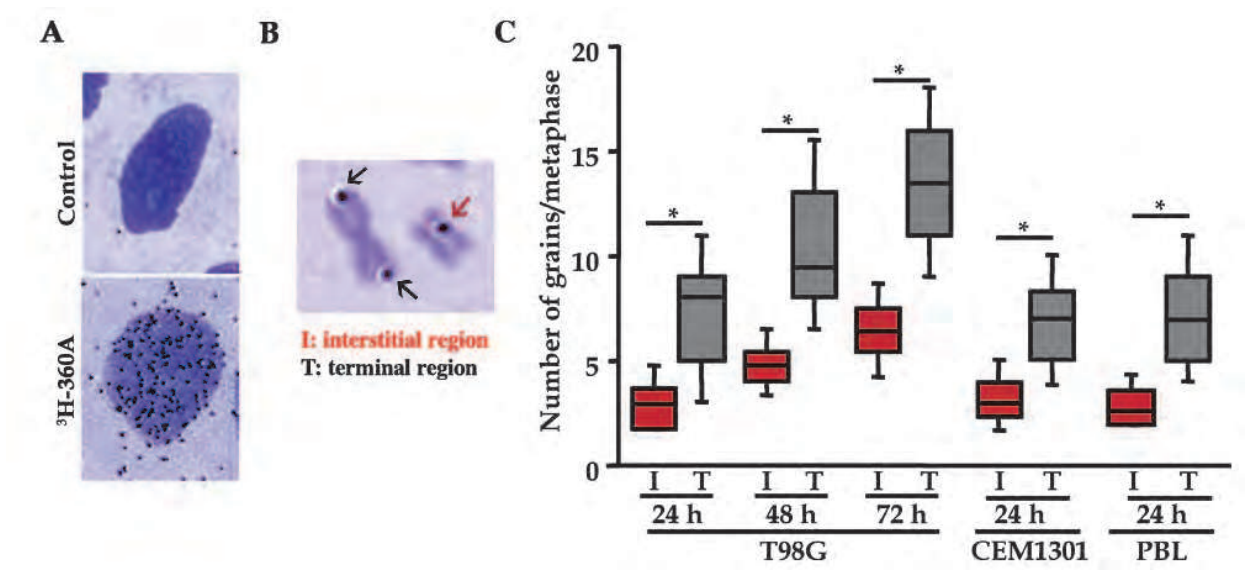 A
B
C
Control
³H-360A
I: interstitial region
T: terminal region
Number of grains/metaphase
20
15
10
5
0
*
*
*
*
*
I T I T I T I T I T
24 h 48 h 72 h 24 h 24 h
T98G CEM1301 PBL